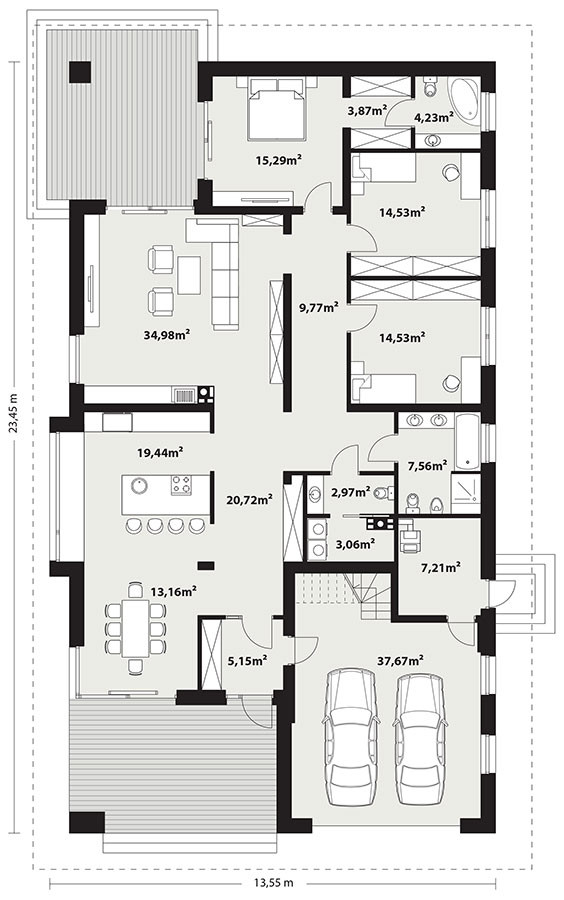 3,87m²
4,23m²
15,29m²
14,53m²
9,77m²
34,98m²
14,53m²
23,45 m
19,44m²
7,56m²
20,72m²
2,97m²
3,06m²
7,21m²
13,16m²
5,15m²
37,67m²
13,55 m